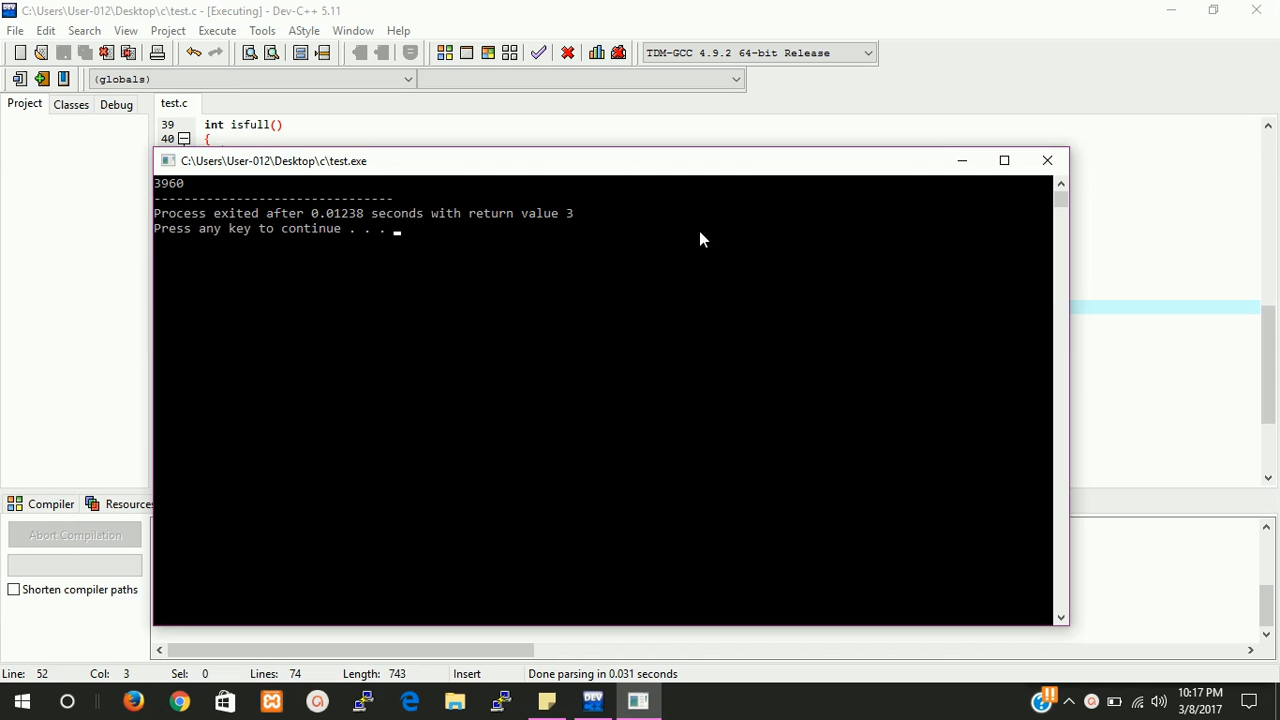 C:\Users\User-012\Desktop\c\test.c - [Executing] - Dev-C++ 5.11
File Edit Search View Project Execute Tools AStyle Window Help
TDM-GCC 4.9.2 64-bit Release
(globals)
Project Classes Debug test.c
39 int isfull()
40 {
C:\Users\User-012\Desktop\c\test.exe
3960
--------------------------------
Process exited after 0.01238 seconds with return value 3
Press any key to continue . . .
Compiler Resources
Abort Compilation
Shorten compiler paths
Line: 52 Col: 3 Sel: 0 Lines: 74 Length: 743 Insert Done parsing in 0.031 seconds
10:17 PM
3/8/2017